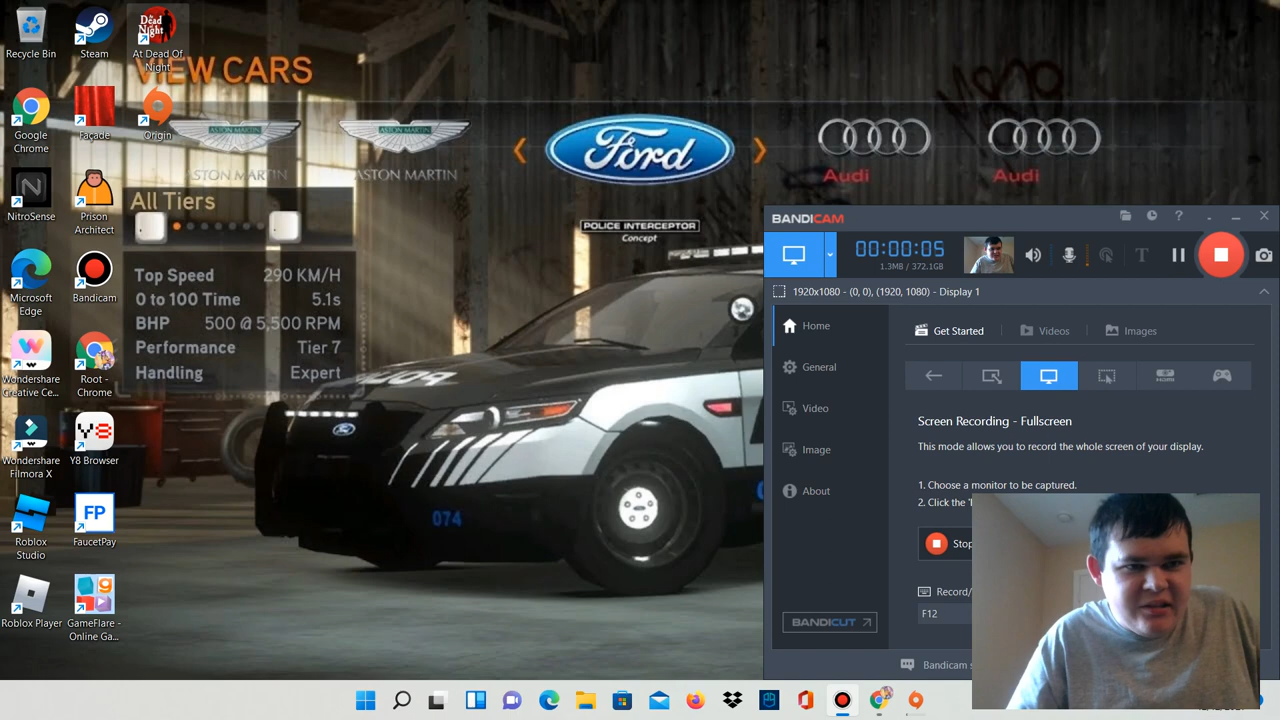 Recycle Bin
Steam
At Dead Of
Night
Google
Chrome
Façade
Origin
NitroSense
Prison
Architect
Microsoft
Edge
Bandicam
Wondershare
Creative Ce...
Root -
Chrome
Wondershare
Filmora X
Y8 Browser
Roblox
Studio
FP
FaucetPay
Roblox Player
GameFlare -
Online Ga...
VIEW CARS
ASTON MARTIN
ASTON MARTIN
ASTON MARTIN
ASTON MARTIN
Ford
Audi
Audi
POLICE INTERCEPTOR
Concept
All Tiers
Top Speed 290 KM/H
0 to 100 Time 5.1s
BHP 500 @ 5,500 RPM
Performance Tier 7
Handling Expert
074
BANDICAM
00:00:05
1.3MB / 372.1GB
1920x1080 - (0, 0), (1920, 1080) - Display 1
Home
General
Video
Image
About
BANDICUT
Get Started
Videos
Images
HDMI
Screen Recording - Fullscreen
This mode allows you to record the whole screen of your display.
1. Choose a monitor to be captured.
2. Click the
Stop
Record/
F12
Bandicam